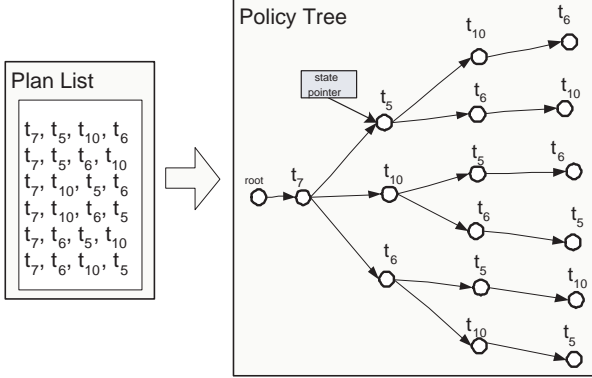 Plan List
t7, t5, t10, t6
t7, t5, t6, t10
t7, t10, t5, t6
t7, t10, t6, t5
t7, t6, t5, t10
t7, t6, t10, t5
Policy Tree
state
pointer
root
t7
t5
t10
t6
t10
t6
t5
t6
t5
t10
t6
t10
t6
t5
t10
t5